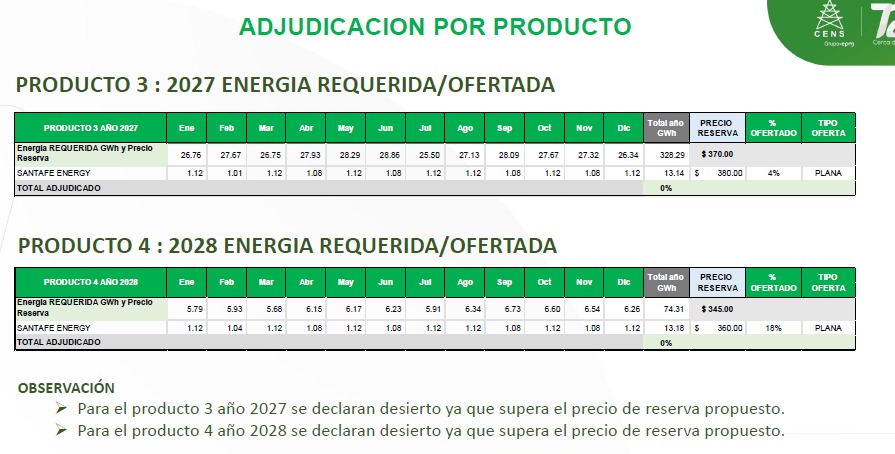 ADJUDICACION POR PRODUCTO
CENS
Grupo·epm
Cerca d
PRODUCTO 3 : 2027 ENERGIA REQUERIDA/OFERTADA
PRODUCTO 3 AÑO 2027 Ene Feb Mar Abr May Jun Jul Ago Sep Oct Nov Dic Total año GWh PRECIO RESERVA % OFERTADO TIPO OFERTA
Energia REQUERIDA GWh y Precio Reserva 26.76 27.67 26.75 27.93 28.29 28.86 25.50 27.13 28.09 27.67 27.32 26.34 328.29 $ 370.00
SANTAFE ENERGY 1.12 1.01 1.12 1.08 1.12 1.08 1.12 1.12 1.08 1.12 1.08 1.12 13.14 $ 380.00 4% PLANA
TOTAL ADJUDICADO 0%
PRODUCTO 4 : 2028 ENERGIA REQUERIDA/OFERTADA
PRODUCTO 4 AÑO 2028 Ene Feb Mar Abr May Jun Jul Ago Sep Oct Nov Dic Total año GWh PRECIO RESERVA % OFERTADO TIPO OFERTA
Energia REQUERIDA GWh y Precio Reserva 5.79 5.93 5.68 6.15 6.17 6.23 5.91 6.34 6.73 6.60 6.54 6.26 74.31 $ 345.00
SANTAFE ENERGY 1.12 1.04 1.12 1.08 1.12 1.08 1.12 1.12 1.08 1.12 1.08 1.12 13.18 $ 360.00 18% PLANA
TOTAL ADJUDICADO 0%
OBSERVACIÓN
➢ Para el producto 3 año 2027 se declaran desierto ya que supera el precio de reserva propuesto.
➢ Para el producto 4 año 2028 se declaran desierto ya que supera el precio de reserva propuesto.